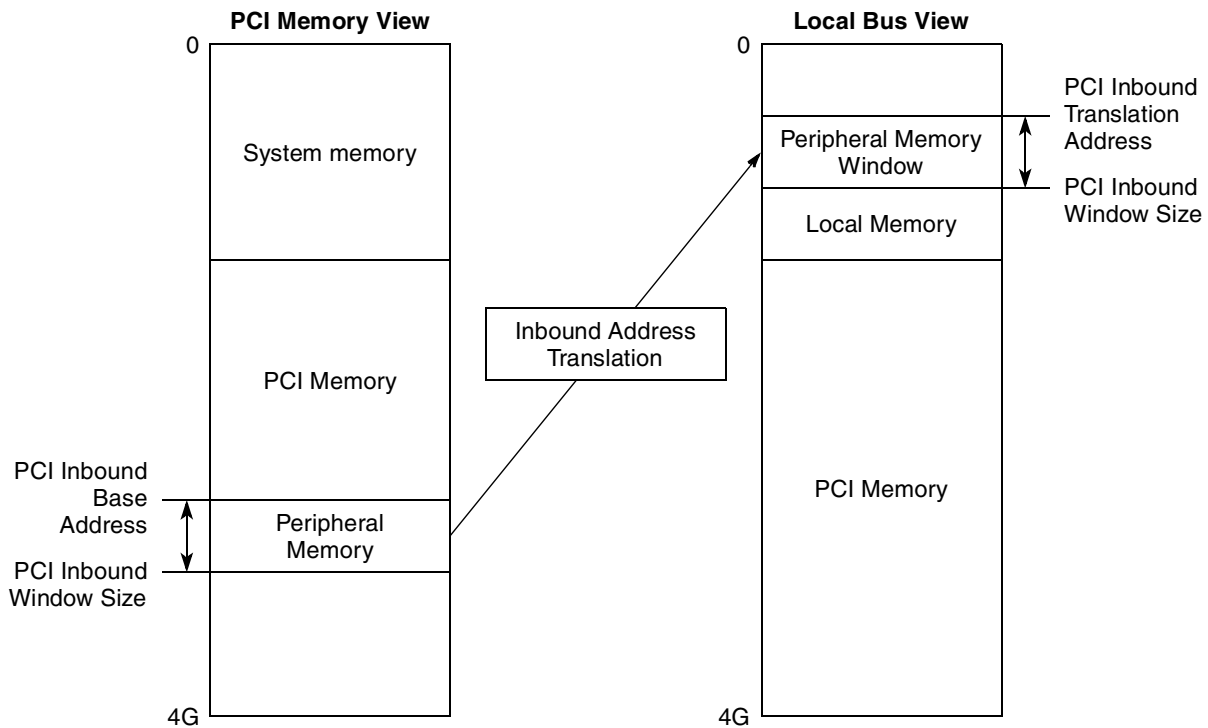 PCI Memory View
0
System memory
PCI Memory
PCI Inbound
Base
Address
Peripheral
Memory
PCI Inbound
Window Size
4G
Inbound Address
Translation
Local Bus View
0
PCI Inbound
Translation
Address
Peripheral Memory
Window
PCI Inbound
Window Size
Local Memory
PCI Memory
4G